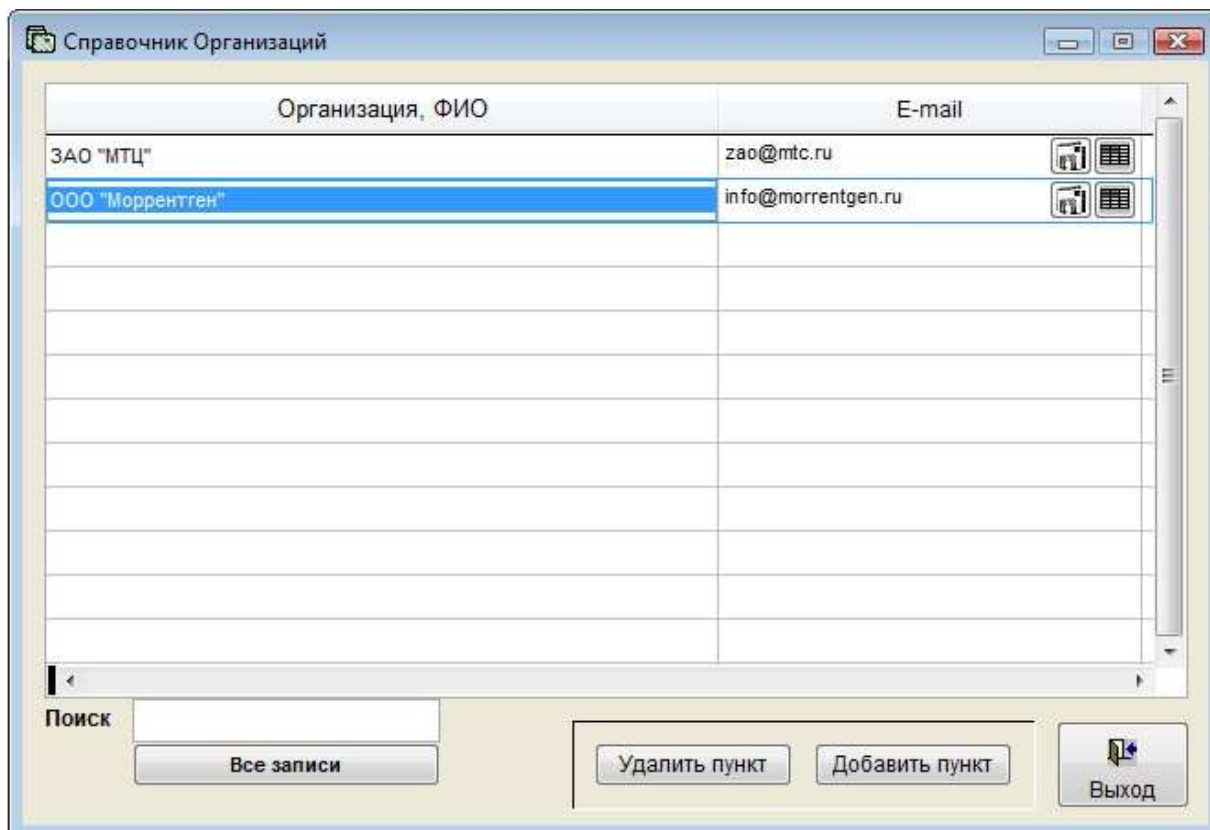 Справочник Организаций
Организация, ФИО E-mail
ЗАО "МТЦ" zao@mtc.ru
ООО "Моррентген" info@morrentgen.ru
Поиск
Все записи
Удалить пункт Добавить пункт
Выход